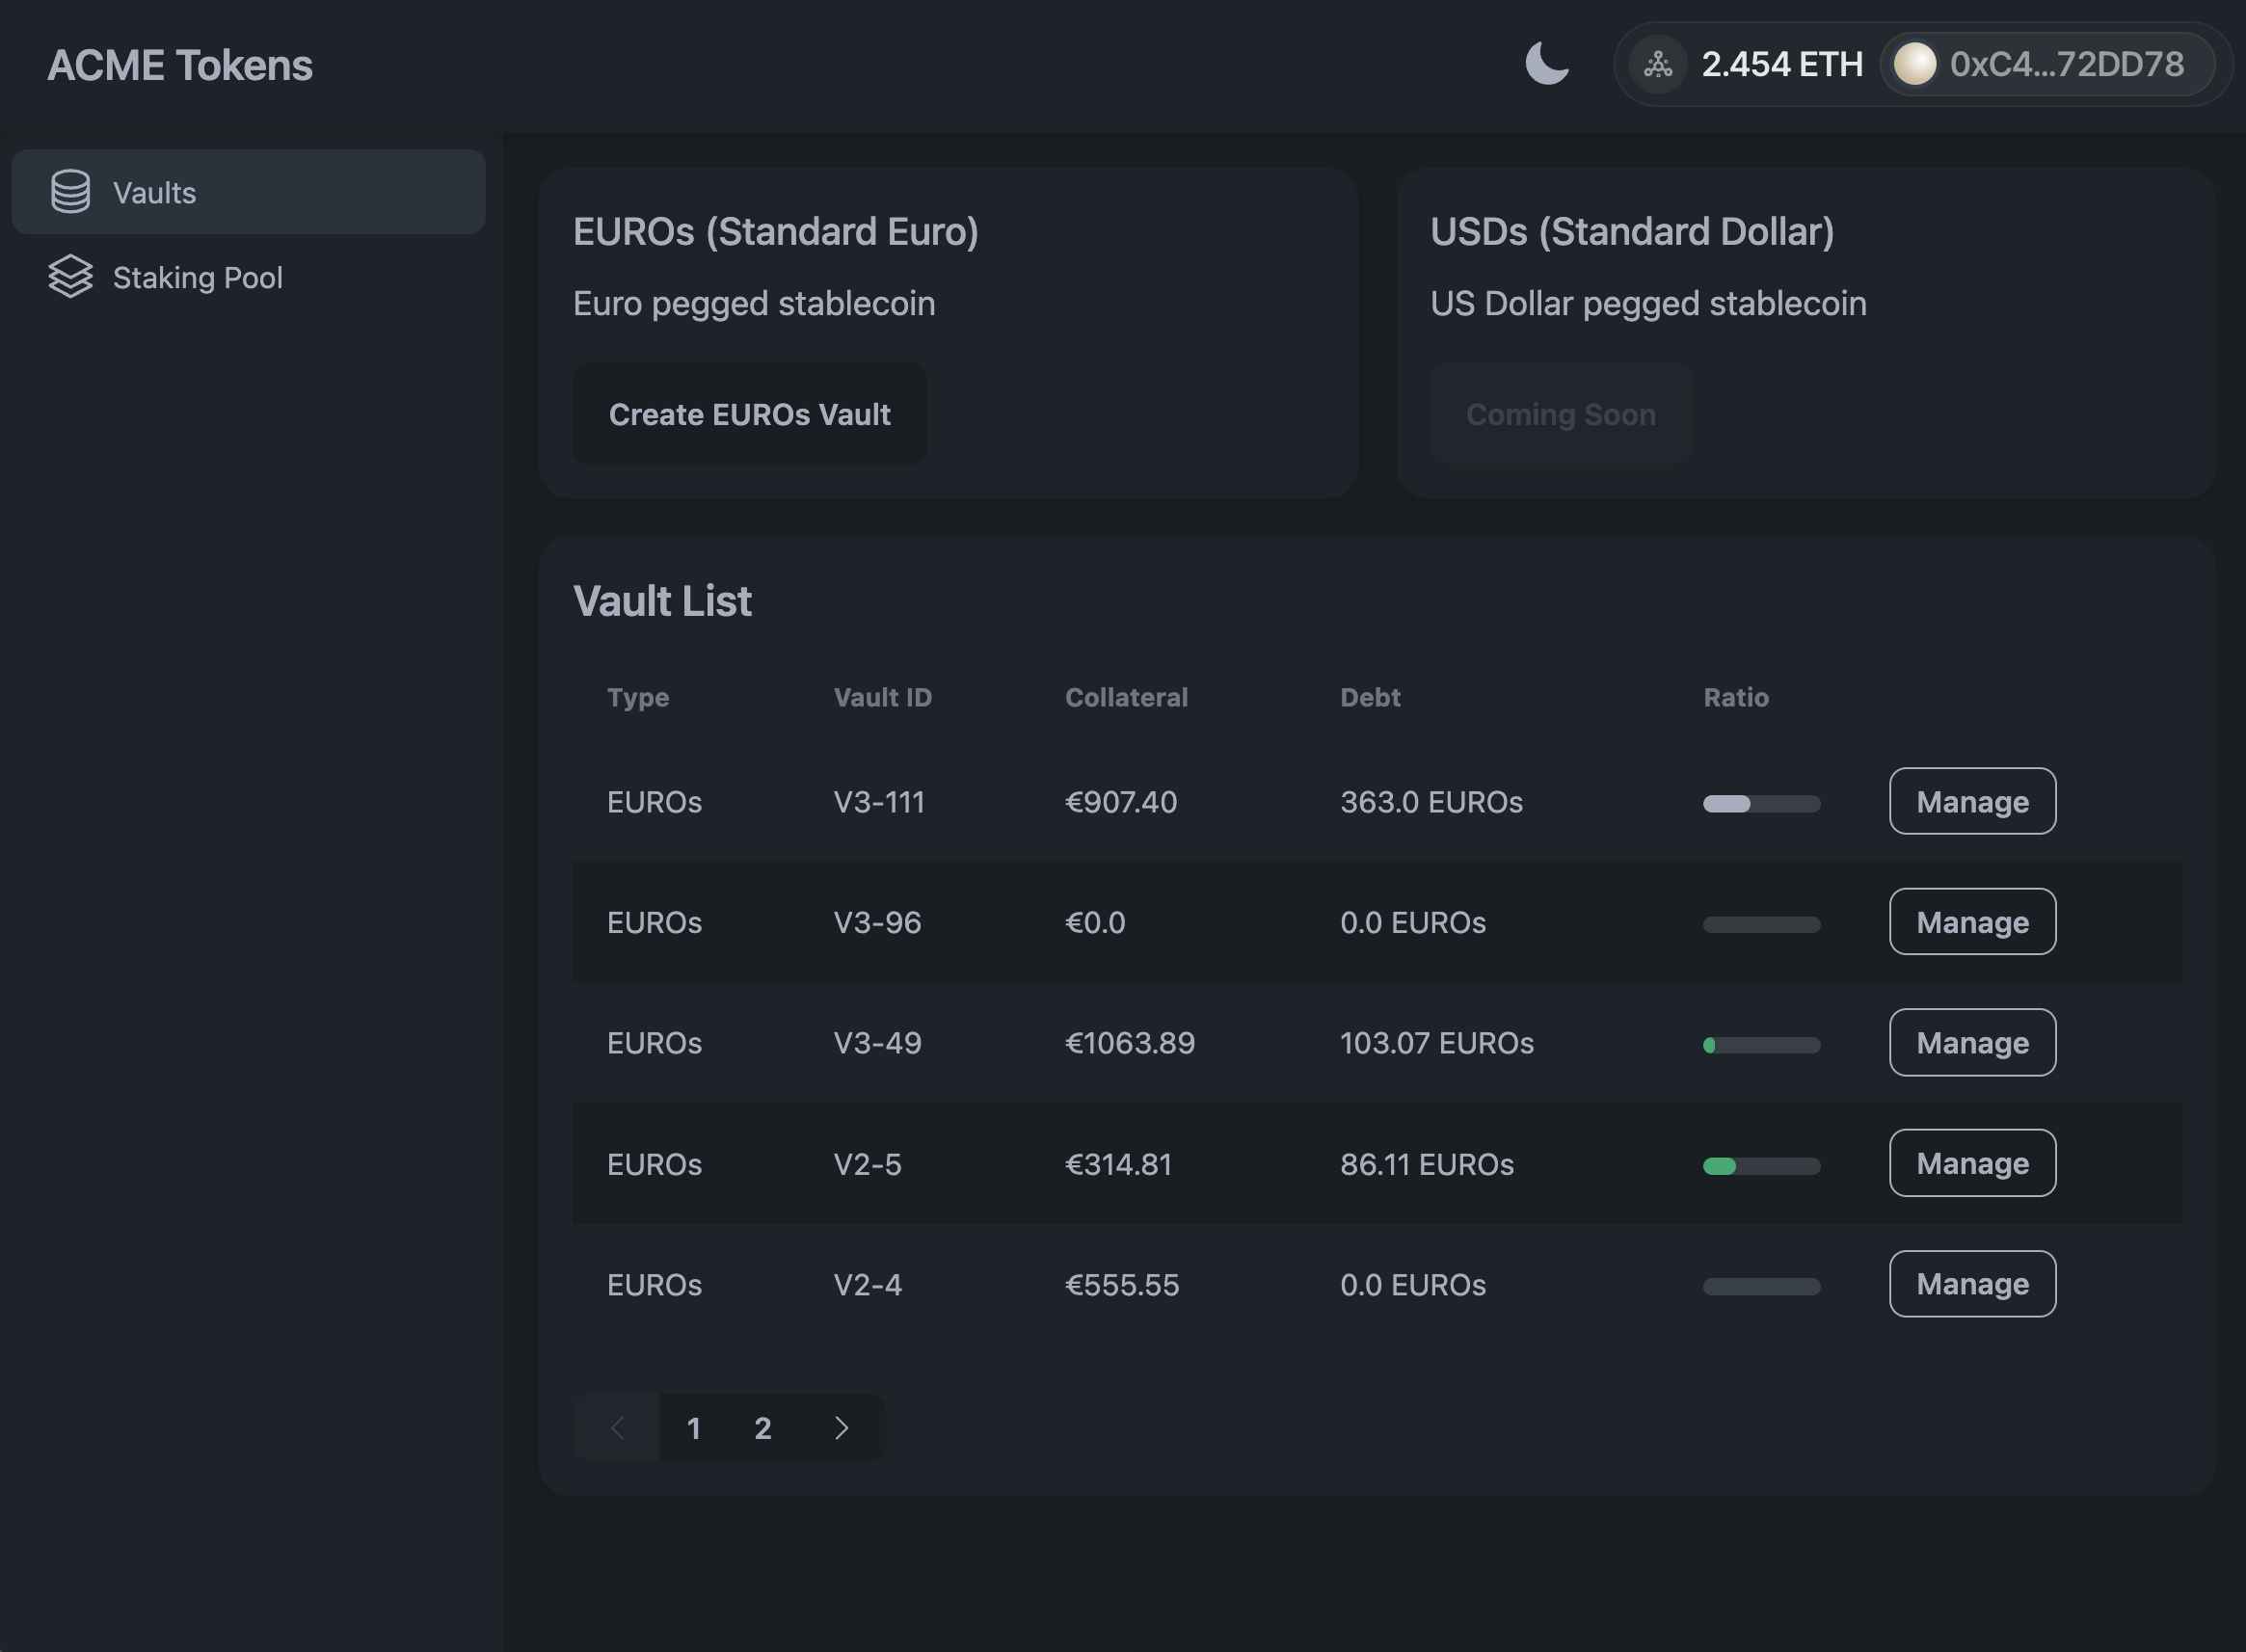 ACME Tokens
2.454 ETH
0xC4...72DD78
Vaults
Staking Pool
EUROs (Standard Euro)
Euro pegged stablecoin
Create EUROs Vault
USDs (Standard Dollar)
US Dollar pegged stablecoin
Coming Soon
Vault List
Type Vault ID Collateral Debt Ratio
EUROs V3-111 €907.40 363.0 EUROs Manage
EUROs V3-96 €0.0 0.0 EUROs Manage
EUROs V3-49 €1063.89 103.07 EUROs Manage
EUROs V2-5 €314.81 86.11 EUROs Manage
EUROs V2-4 €555.55 0.0 EUROs Manage
1 2